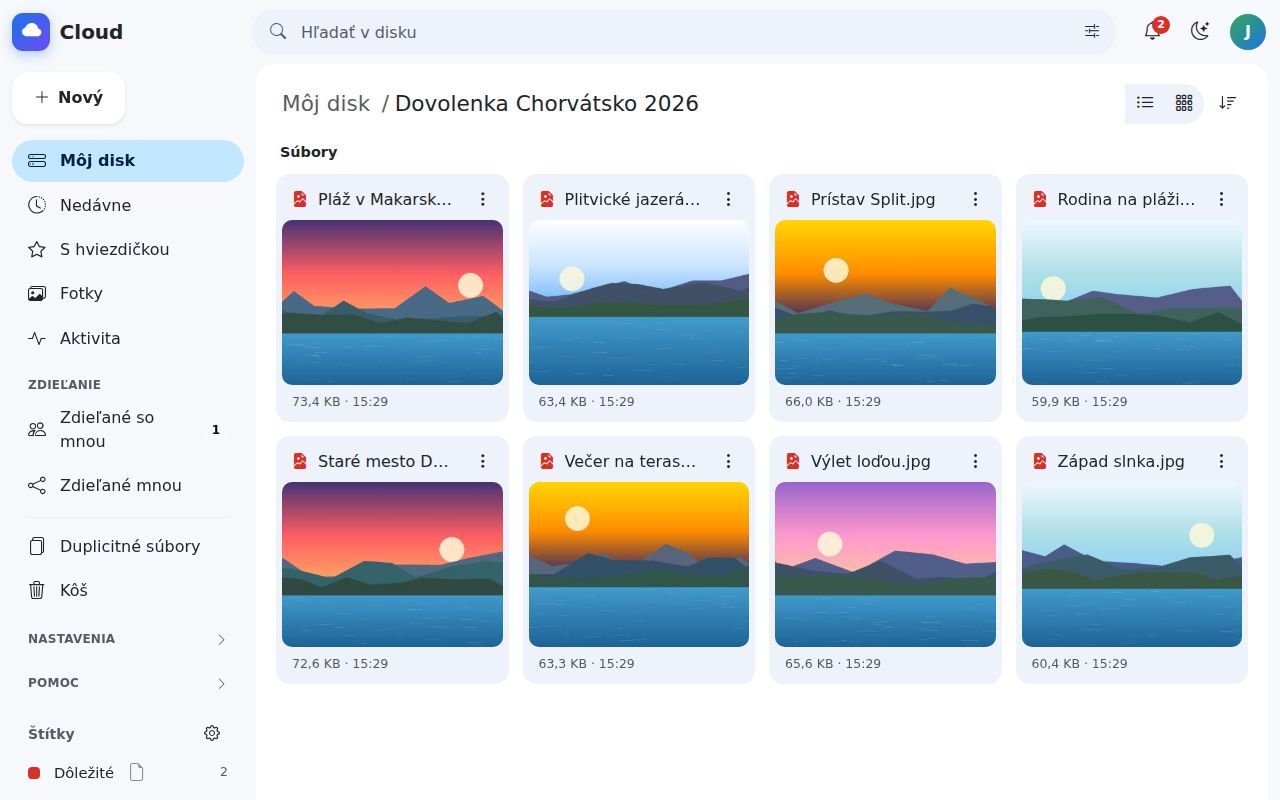 Cloud
Hľadať v disku
2
J
Nový
Môj disk / Dovolenka Chorvátsko 2026
Môj disk
Nedávne
S hviezdičkou
Fotky
Aktivita
ZDIEĽANIE
Zdieľané so
mnou
1
Zdieľané mnou
Duplicitné súbory
Kôš
NASTAVENIA
POMOC
Štítky
Dôležité
2
Súbory
Pláž v Makarsk...
Plitvické jazerá...
Prístav Split.jpg
Rodina na pláži...
73,4 KB · 15:29
63,4 KB · 15:29
66,0 KB · 15:29
59,9 KB · 15:29
Staré mesto D...
Večer na teras...
Výlet loďou.jpg
Západ slnka.jpg
72,6 KB · 15:29
63,3 KB · 15:29
65,6 KB · 15:29
60,4 KB · 15:29